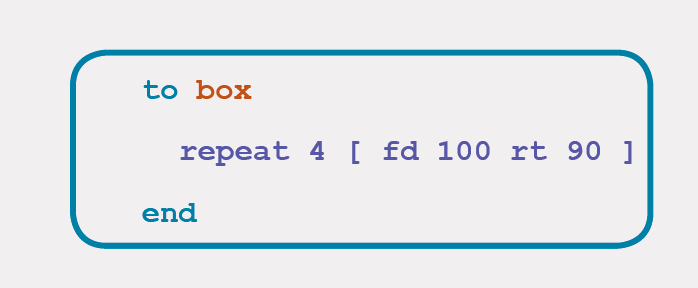 to box
repeat 4 [ fd 100 rt 90 ]
end